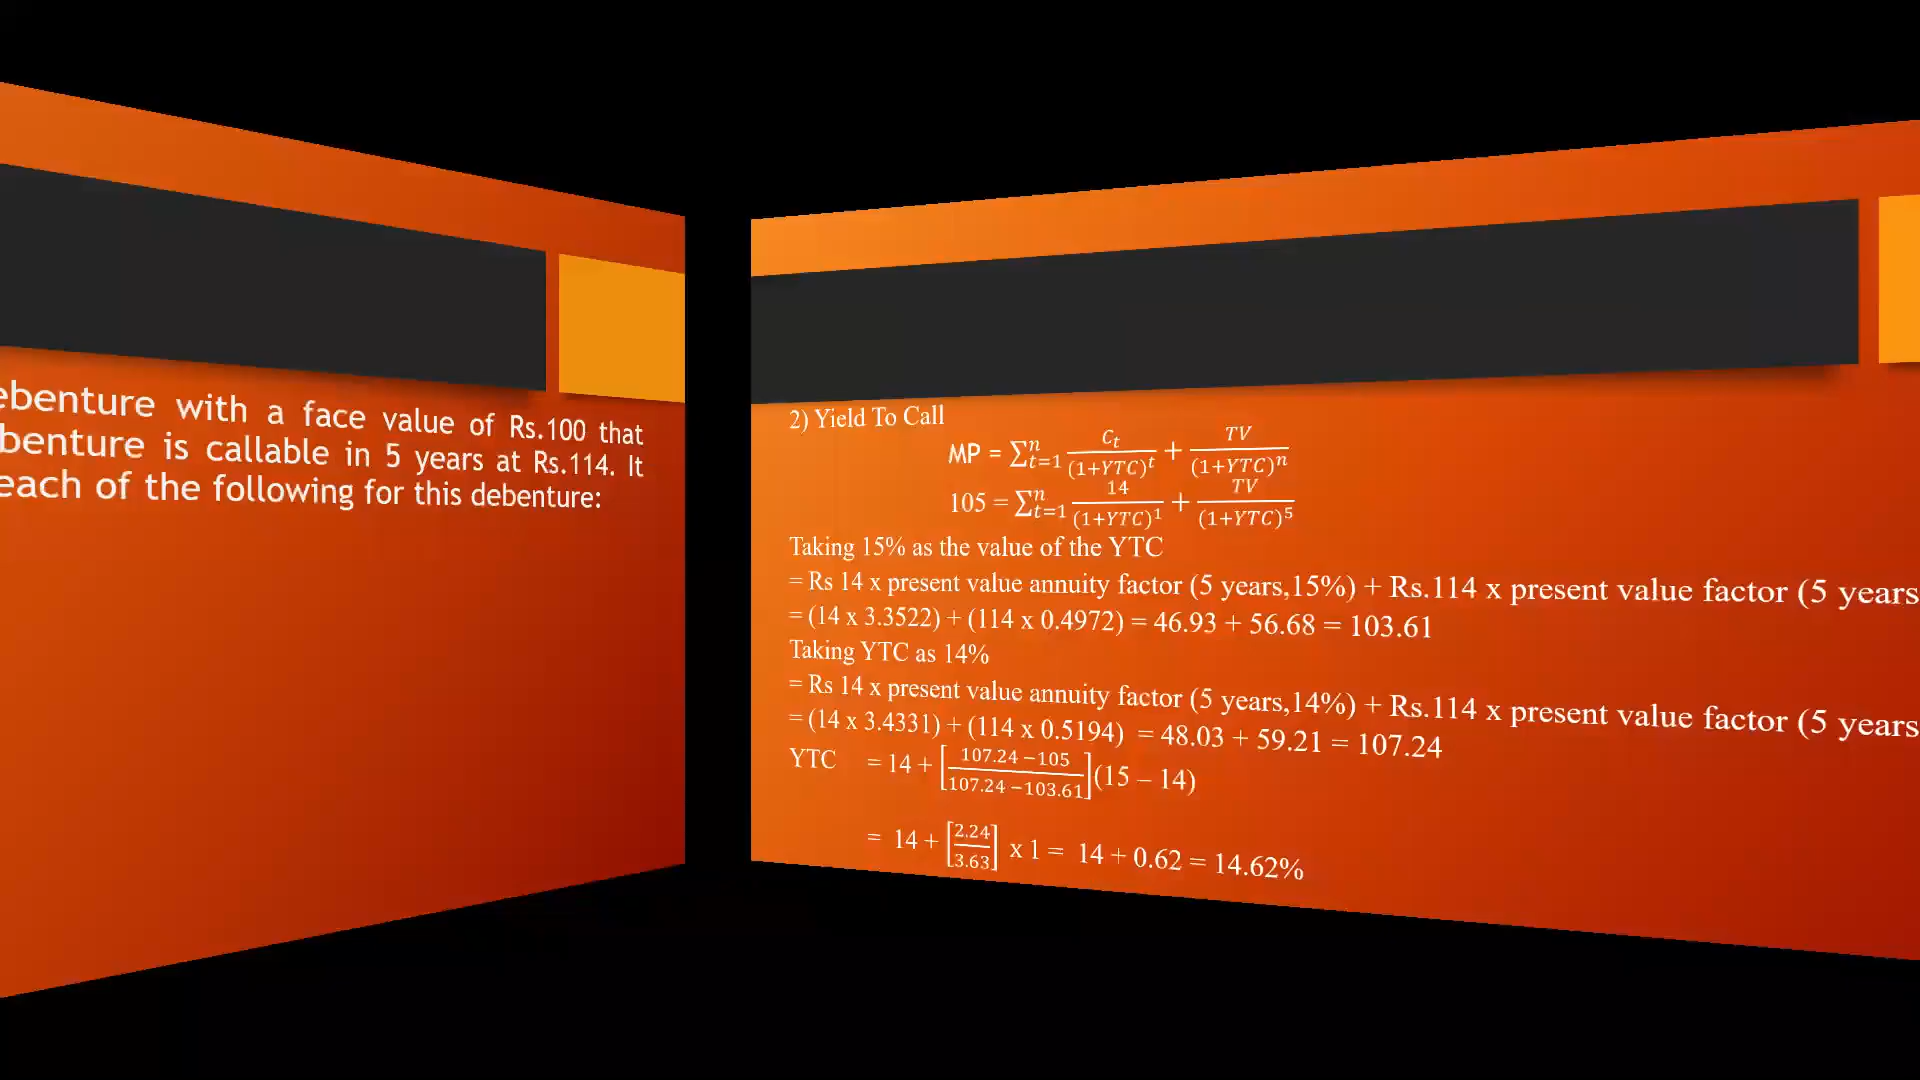 ebenture with a face value of Rs.100 that
benture is callable in 5 years at Rs.114. It
each of the following for this debenture:
2) Yield To Call
MP = ∑ⁿₜ₌₁ Cₜ/(1+YTC)ᵗ + TV/(1+YTC)ⁿ
105 = ∑ⁿₜ₌₁ 14/(1+YTC)¹ + TV/(1+YTC)⁵
Taking 15% as the value of the YTC
= Rs 14 x present value annuity factor (5 years,15%) + Rs.114 x present value factor (5 years
= (14 x 3.3522) + (114 x 0.4972) = 46.93 + 56.68 = 103.61
Taking YTC as 14%
= Rs 14 x present value annuity factor (5 years,14%) + Rs.114 x present value factor (5 years
= (14 x 3.4331) + (114 x 0.5194) = 48.03 + 59.21 = 107.24
YTC = 14 + [107.24 −105/107.24 −103.61](15 – 14)
= 14 + [2.24/3.63] x 1 = 14 + 0.62 = 14.62%